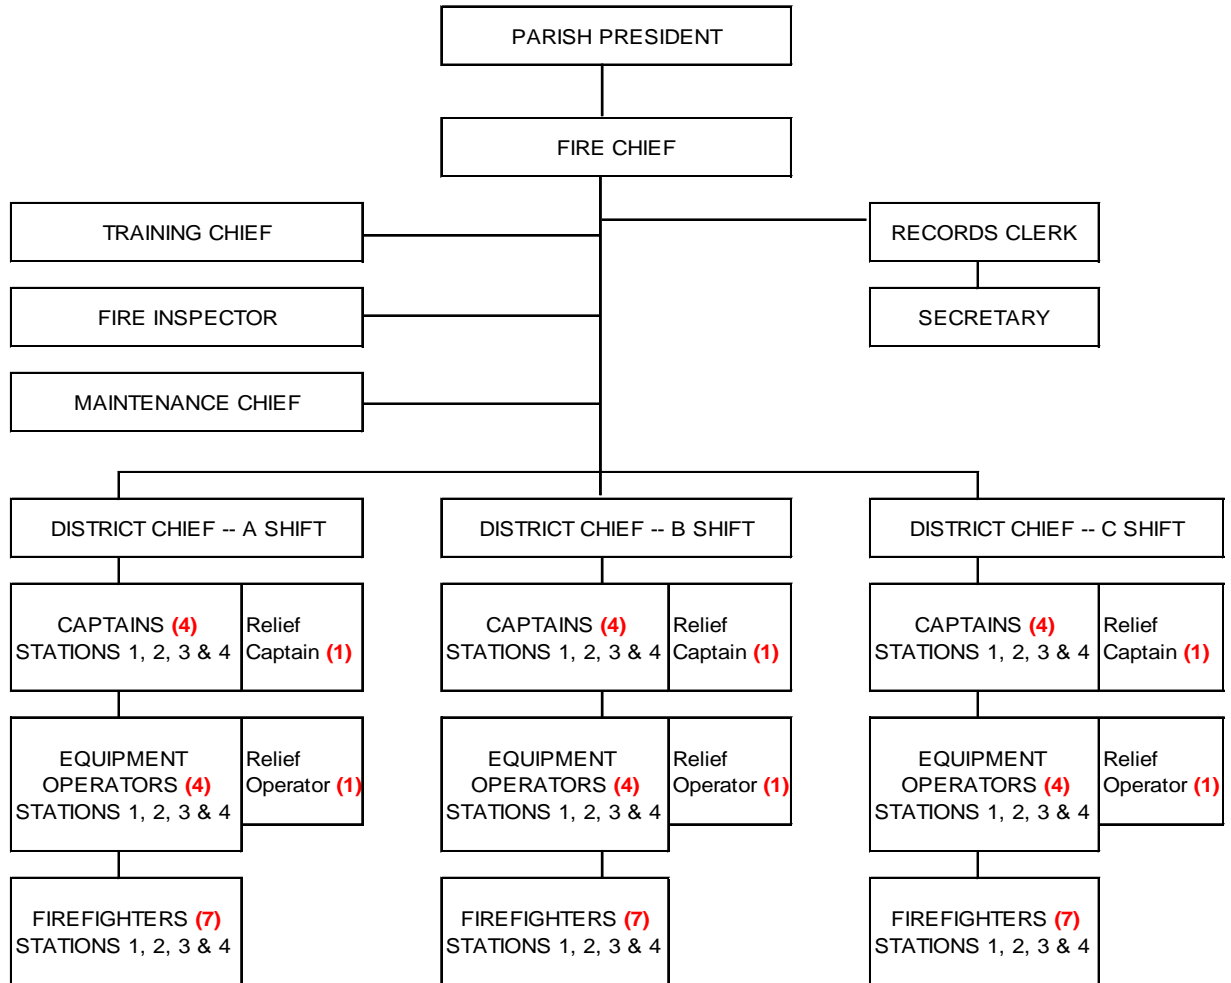 PARISH PRESIDENT
FIRE CHIEF
TRAINING CHIEF
RECORDS CLERK
FIRE INSPECTOR
SECRETARY
MAINTENANCE CHIEF
DISTRICT CHIEF -- A SHIFT
DISTRICT CHIEF -- B SHIFT
DISTRICT CHIEF -- C SHIFT
CAPTAINS (4)
STATIONS 1, 2, 3 & 4
Relief
Captain (1)
CAPTAINS (4)
STATIONS 1, 2, 3 & 4
Relief
Captain (1)
CAPTAINS (4)
STATIONS 1, 2, 3 & 4
Relief
Captain (1)
EQUIPMENT
OPERATORS (4)
STATIONS 1, 2, 3 & 4
Relief
Operator (1)
EQUIPMENT
OPERATORS (4)
STATIONS 1, 2, 3 & 4
Relief
Operator (1)
EQUIPMENT
OPERATORS (4)
STATIONS 1, 2, 3 & 4
Relief
Operator (1)
FIREFIGHTERS (7)
STATIONS 1, 2, 3 & 4
FIREFIGHTERS (7)
STATIONS 1, 2, 3 & 4
FIREFIGHTERS (7)
STATIONS 1, 2, 3 & 4